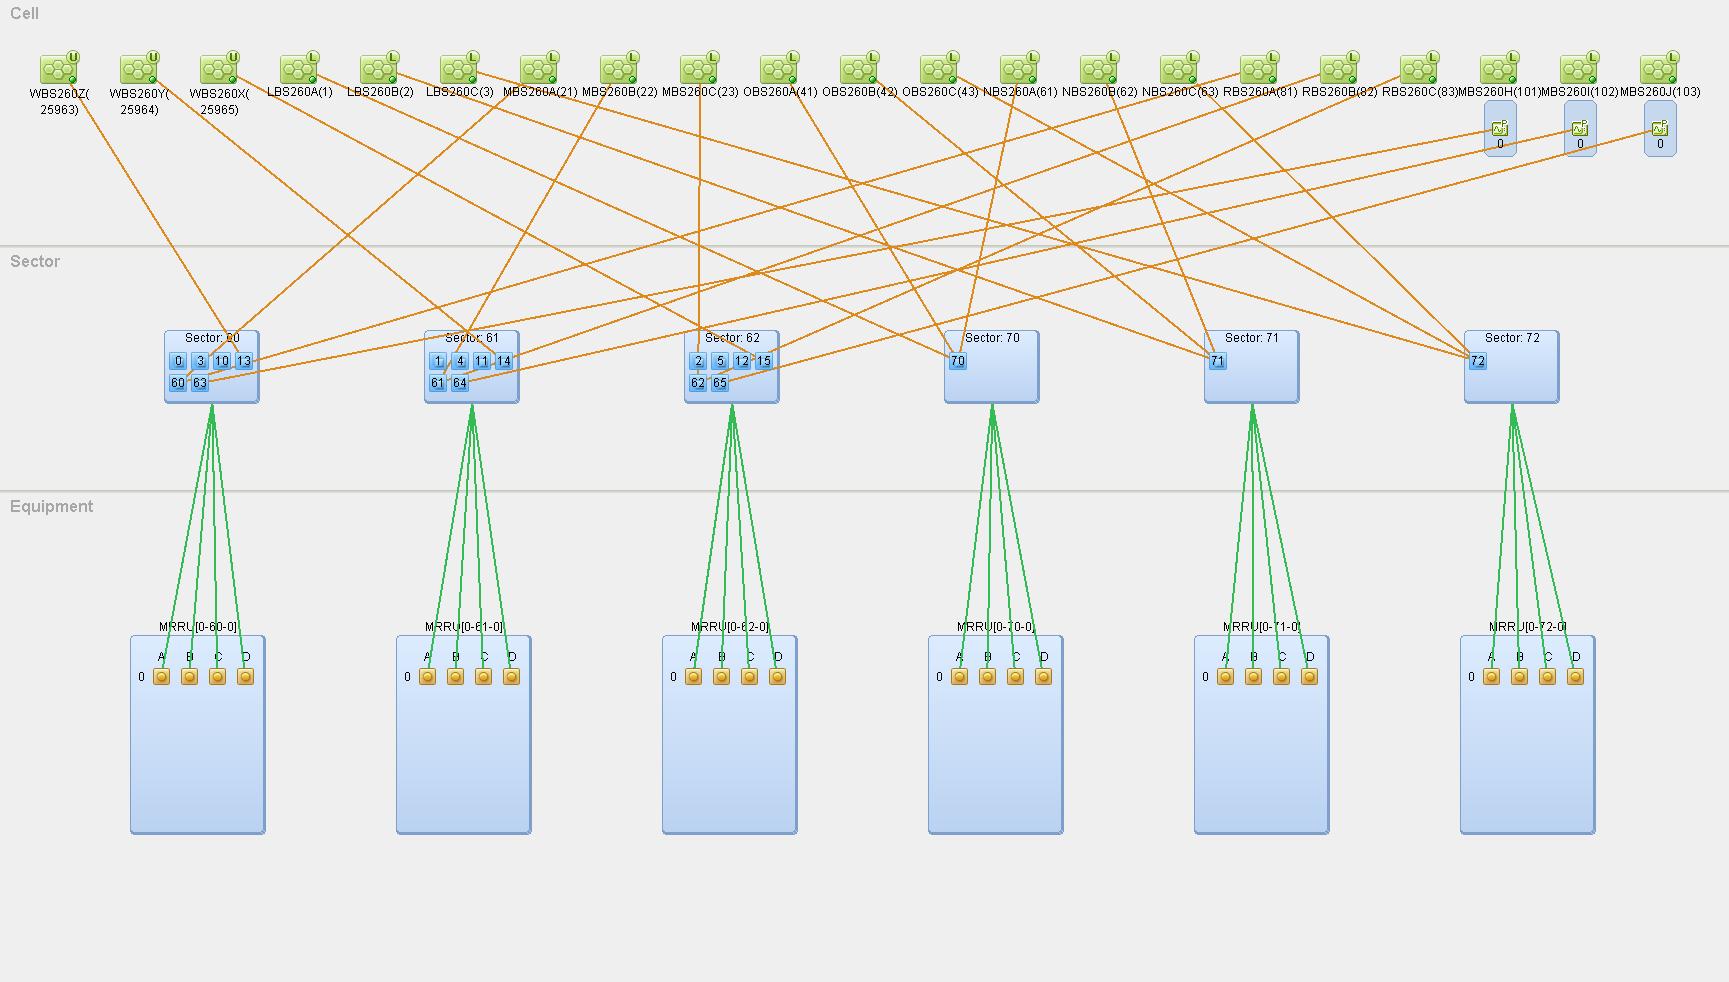 Cell
U U U L L L L L L L L L L L L L L L L L L
WBS260Z(
25963)
WBS260Y(
25964)
WBS260X(
25965)
LBS260A(1)
LBS260B(2)
LBS260C(3)
MBS260A(21)
MBS260B(22)
MBS260C(23)
OBS260A(41)
OBS260B(42)
OBS260C(43)
NBS260A(61)
NBS260B(62)
NBS260C(63)
RBS260A(81)
RBS260B(82)
RBS260C(83)
MBS260H(101)
MBS260I(102)
MBS260J(103)
P P P
0 0 0
Sector
Sector: 60
0 3 10 13
60 63
Sector: 61
1 4 11 14
61 64
Sector: 62
2 5 12 15
62 65
Sector: 70
70
Sector: 71
71
Sector: 72
72
Equipment
MRRU[0-60-0]
A B C D
0
MRRU[0-61-0]
A B C D
0
MRRU[0-62-0]
A B C D
0
MRRU[0-70-0]
A B C D
0
MRRU[0-71-0]
A B C D
0
MRRU[0-72-0]
A B C D
0